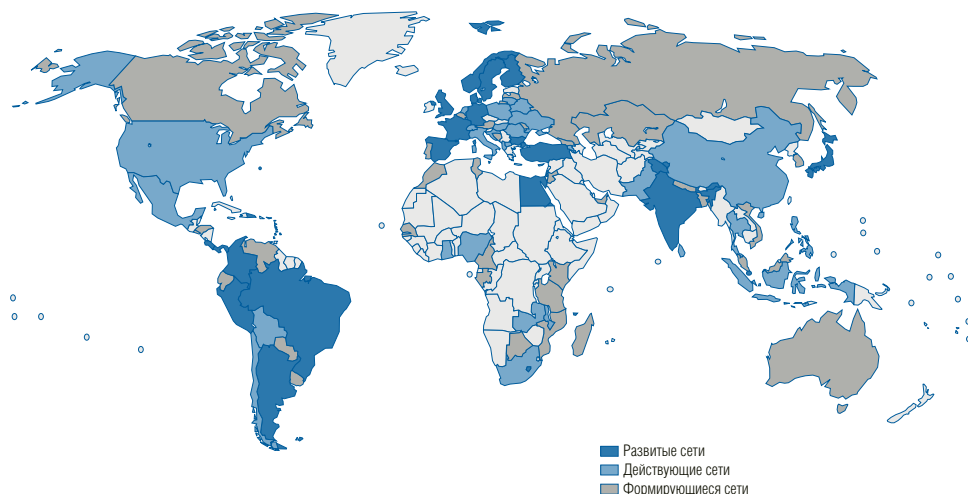 Развитые сети
Действующие сети
Формирующиеся сети